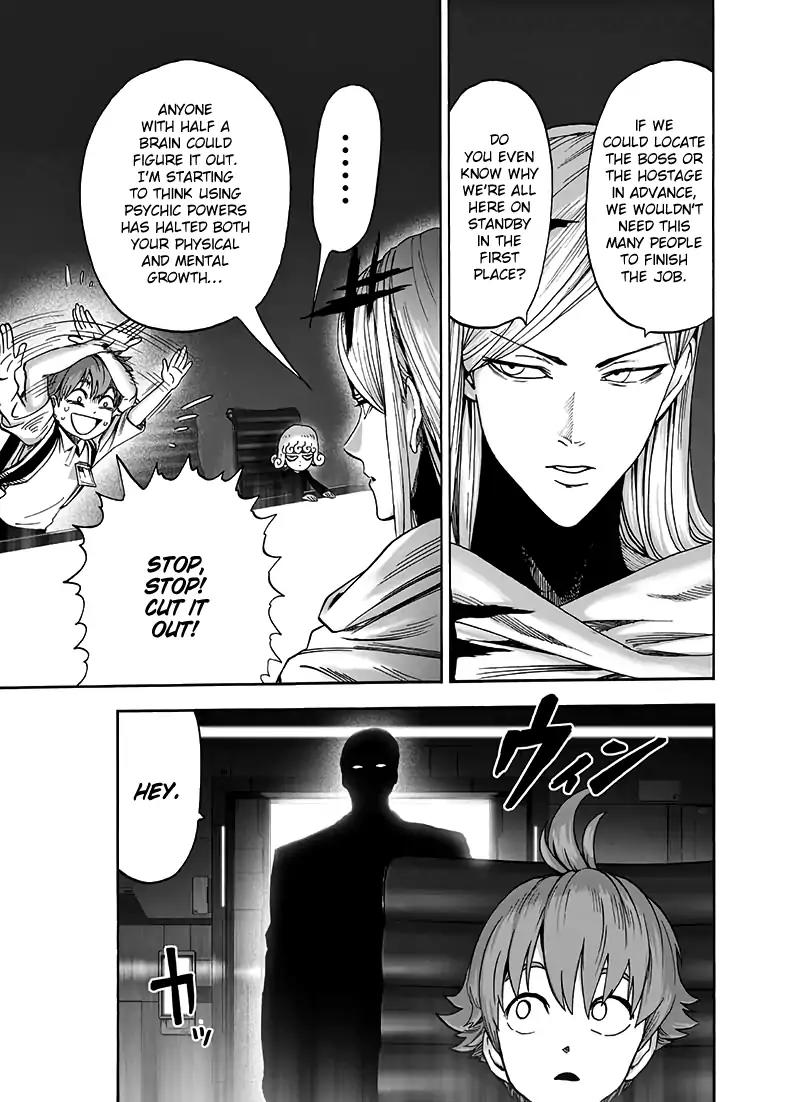 IF WE
COULD LOCATE
THE BOSS OR
THE HOSTAGE
IN ADVANCE,
WE WOULDN'T
NEED THIS
MANY PEOPLE
TO FINISH
THE JOB.
DO
YOU EVEN
KNOW WHY
WE'RE ALL
HERE ON
STANDBY
IN THE
FIRST
PLACE?
......
ANYONE
WITH HALF A
BRAIN COULD
FIGURE IT OUT.
I'M STARTING
TO THINK USING
PSYCHIC POWERS
HAS HALTED BOTH
YOUR PHYSICAL
AND MENTAL
GROWTH...
STOP,
STOP!
CUT IT
OUT!
ウィン
HEY.
カッ